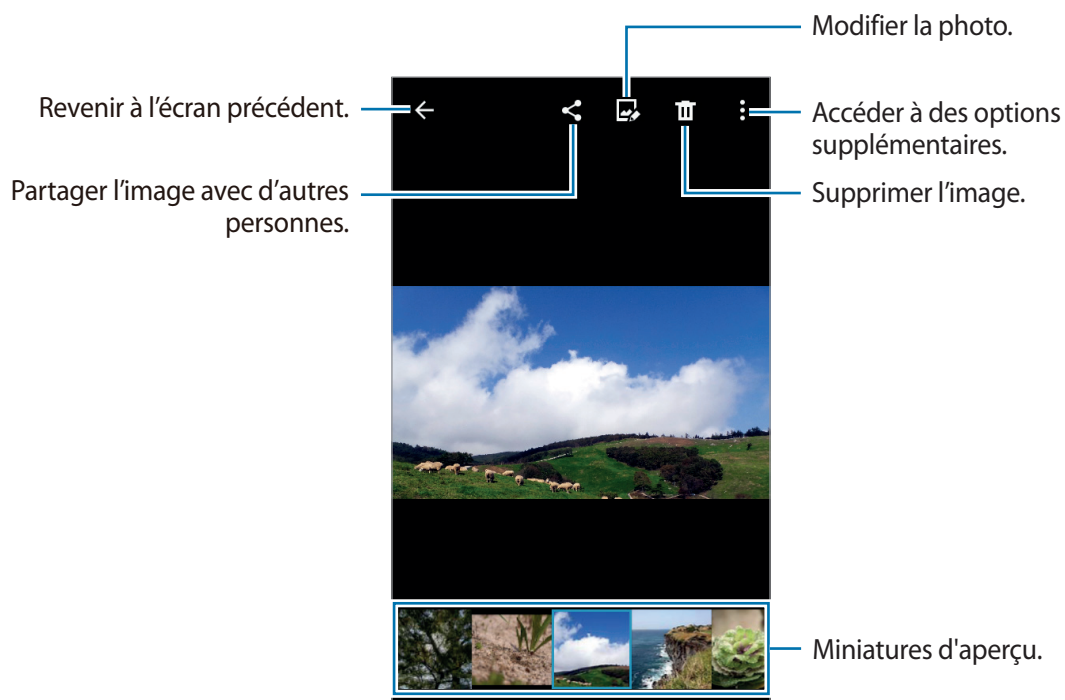 Modifier la photo.
Revenir à l’écran précédent.
Accéder à des options
supplémentaires.
Partager l’image avec d’autres
personnes.
Supprimer l’image.
Miniatures d'aperçu.